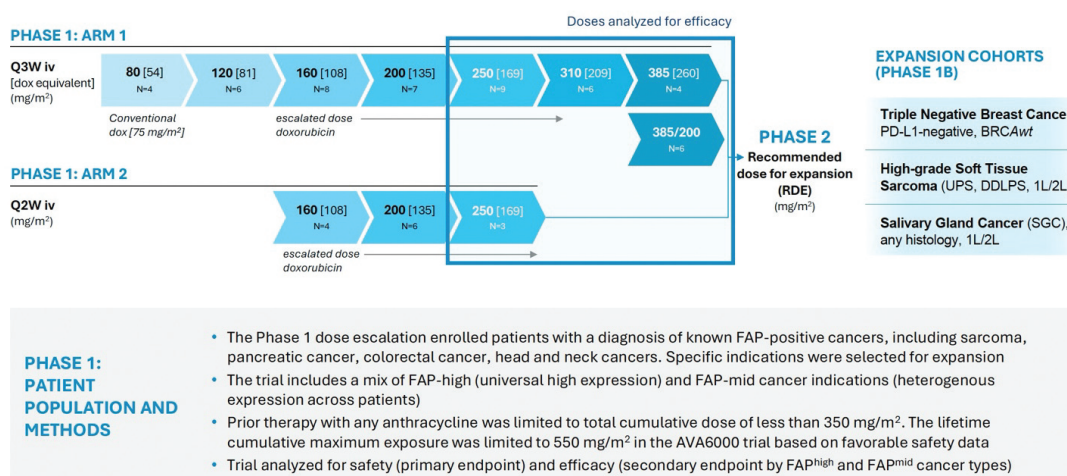 Doses analyzed for efficacy
PHASE 1: ARM 1
Q3W iv
[dox equivalent]
(mg/m²)
80 [54]
N=4
120 [81]
N=6
160 [108]
N=8
200 [135]
N=7
250 [169]
N=9
310 [209]
N=6
385 [260]
N=4
Conventional
dox [75 mg/m²]
escalated dose
doxorubicin
385/200
N=6
PHASE 1: ARM 2
Q2W iv
(mg/m²)
160 [108]
N=4
200 [135]
N=6
250 [169]
N=3
escalated dose
doxorubicin
PHASE 2
Recommended
dose for expansion
(RDE)
(mg/m²)
EXPANSION COHORTS
(PHASE 1B)
Triple Negative Breast Cance
PD-L1-negative, BRCAwt
High-grade Soft Tissue
Sarcoma (UPS, DDLPS, 1L/2L
Salivary Gland Cancer (SGC),
any histology, 1L/2L
PHASE 1:
PATIENT
POPULATION AND
METHODS
• The Phase 1 dose escalation enrolled patients with a diagnosis of known FAP-positive cancers, including sarcoma,
pancreatic cancer, colorectal cancer, head and neck cancers. Specific indications were selected for expansion
• The trial includes a mix of FAP-high (universal high expression) and FAP-mid cancer indications (heterogenous
expression across patients)
• Prior therapy with any anthracycline was limited to total cumulative dose of less than 350 mg/m². The lifetime
cumulative maximum exposure was limited to 550 mg/m² in the AVA6000 trial based on favorable safety data
• Trial analyzed for safety (primary endpoint) and efficacy (secondary endpoint by FAPhigh and FAPmid cancer types)